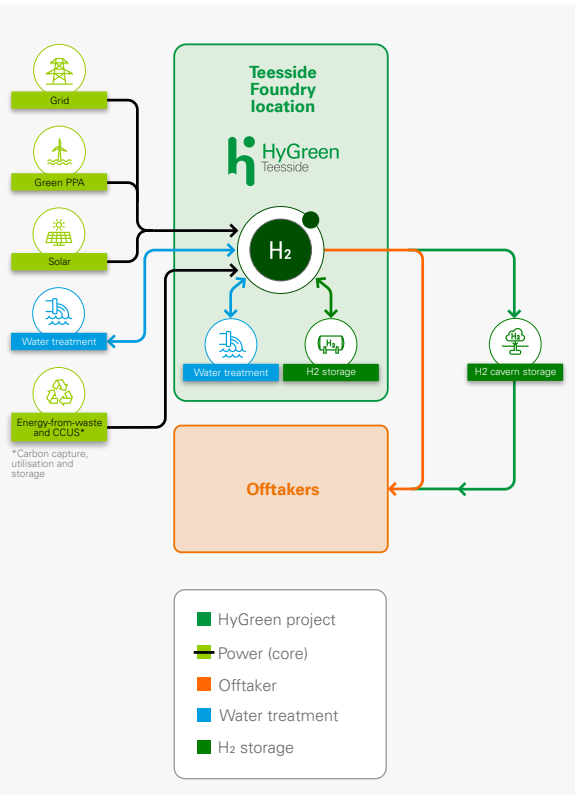 Grid
Green PPA
Solar
Water treatment
Energy-from-waste
and CCUS*
*Carbon capture,
utilisation and
storage
Teesside
Foundry
location
HyGreen
Teesside
H₂
Water treatment
H₂
H2 storage
H₂
H2 cavern storage
Offtakers
HyGreen project
Power (core)
Offtaker
Water treatment
H₂ storage